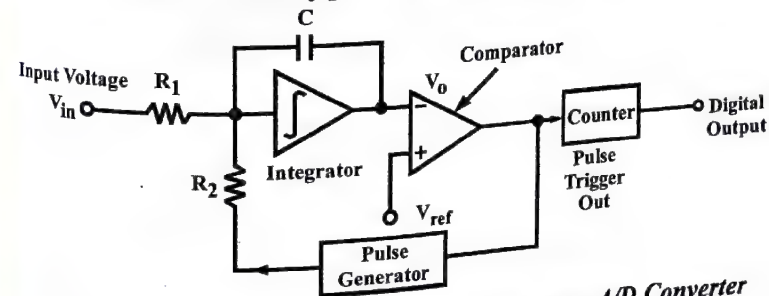 C
Input Voltage
Vin
R1
R2
Integrator
Vo
Comparator
−
+
Vref
Counter
Pulse
Trigger
Out
Digital
Output
Pulse
Generator
A/D Converter